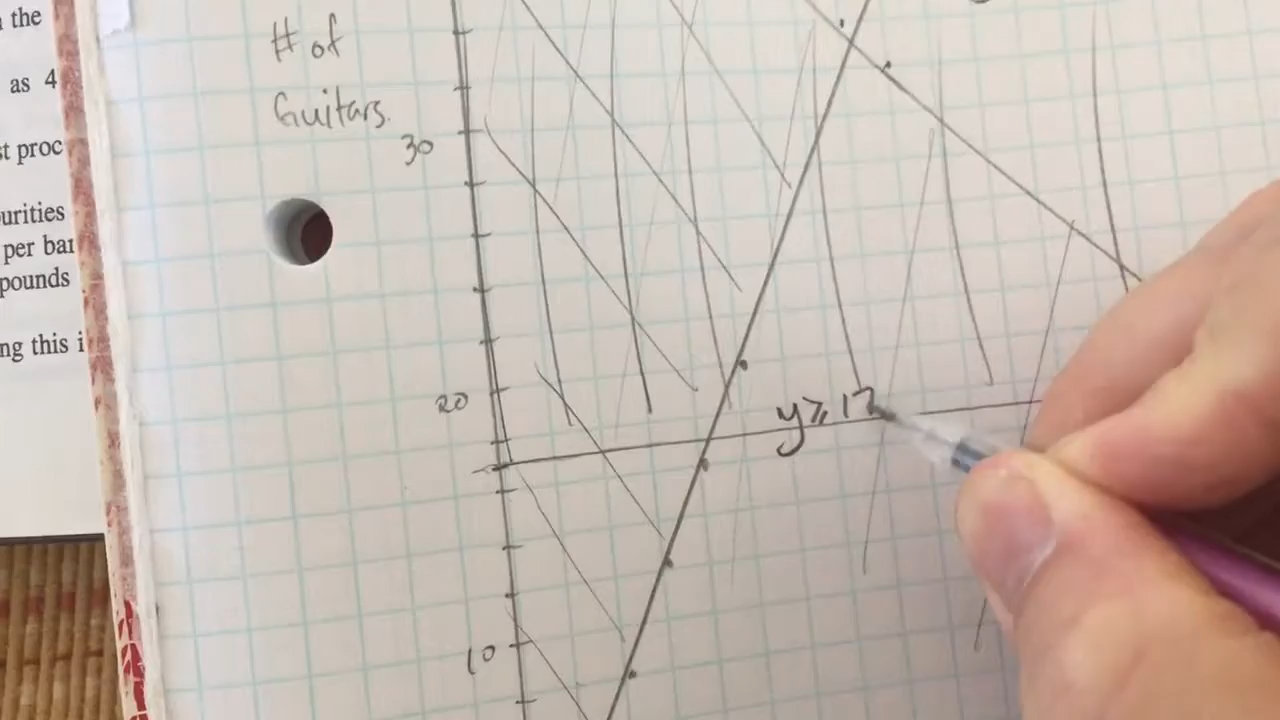 the
as 4
st proc
urities
per bar
pounds
ng this i
# of
Guitars.
30
20
10
y ≥ 17